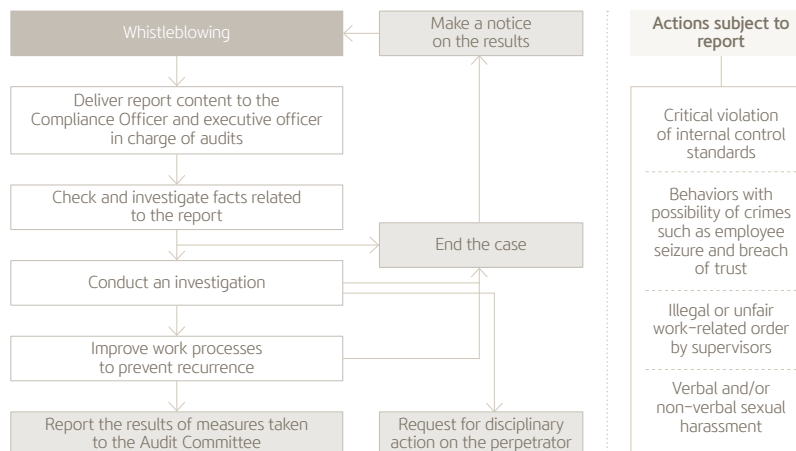 Whistleblowing
Make a notice
on the results
Deliver report content to the
Compliance Officer and executive officer
in charge of audits
Check and investigate facts related
to the report
End the case
Conduct an investigation
Improve work processes
to prevent recurrence
Report the results of measures taken
to the Audit Committee
Request for disciplinary
action on the perpetrator
Actions subject to
report
Critical violation
of internal control
standards
Behaviors with
possibility of crimes
such as employee
seizure and breach
of trust
Illegal or unfair
work-related order
by supervisors
Verbal and/or
non-verbal sexual
harassment